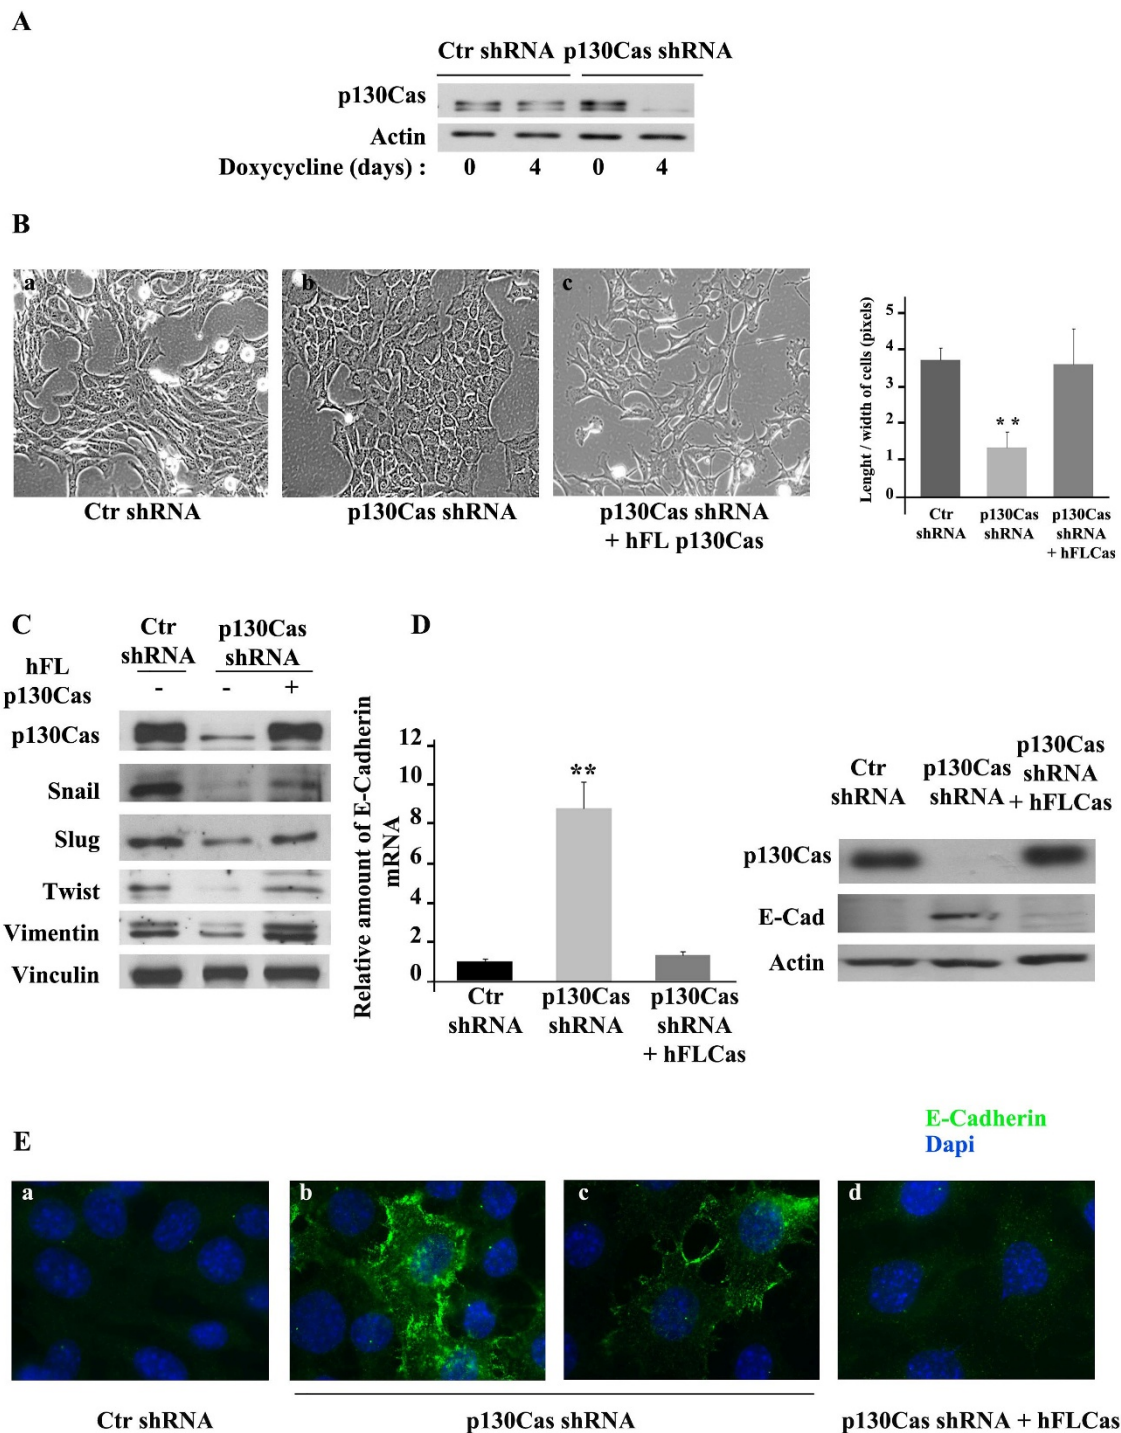 A
Ctr shRNA p130Cas shRNA
p130Cas
Actin
Doxycycline (days) : 0 4 0 4
B
a
b
c
Ctr shRNA
p130Cas shRNA
p130Cas shRNA
+ hFL p130Cas
Lenght / width of cells (pixels)
5
4
3
2
1
0
**
Ctr
shRNA
p130Cas
shRNA
p130Cas
shRNA
+ hFLCas
C
Ctr
shRNA
p130Cas
shRNA
hFL
p130Cas
- - +
p130Cas
Snail
Slug
Twist
Vimentin
Vinculin
D
Relative amount of E-Cadherin
mRNA
12
10
8
6
4
2
0
**
Ctr
shRNA
p130Cas
shRNA
p130Cas
shRNA
+ hFLCas
Ctr
shRNA
p130Cas
shRNA
p130Cas
shRNA
+ hFLCas
p130Cas
E-Cad
Actin
E
E-Cadherin
Dapi
a
b
c
d
Ctr shRNA
p130Cas shRNA
p130Cas shRNA + hFLCas